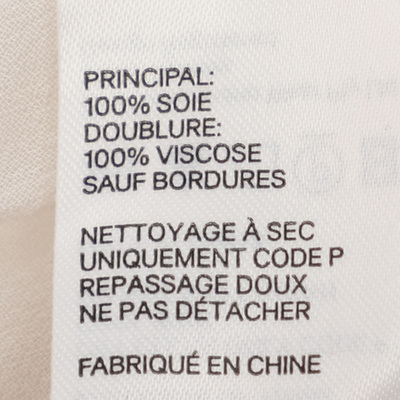 PRINCIPAL:
100% SOIE
DOUBLURE:
100% VISCOSE
SAUF BORDURES
NETTOYAGE À SEC
UNIQUEMENT CODE P
REPASSAGE DOUX
NE PAS DÉTACHER
FABRIQUÉ EN CHINE